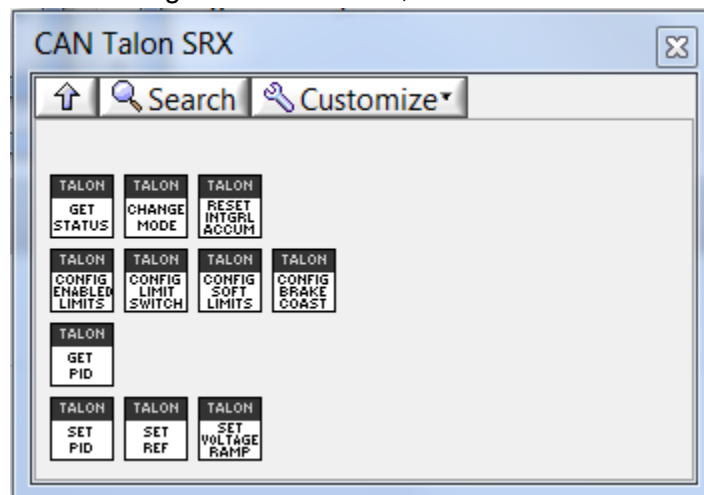 CAN Talon SRX
Search Customize
TALON TALON TALON
GET STATUS CHANGE MODE RESET INTGRL ACCUM
TALON TALON TALON TALON
CONFIG ENABLED LIMITS CONFIG LIMIT SWITCH CONFIG SOFT LIMITS CONFIG BRAKE COAST
TALON
GET PID
TALON TALON TALON
SET PID SET REF SET VOLTAGE RAMP